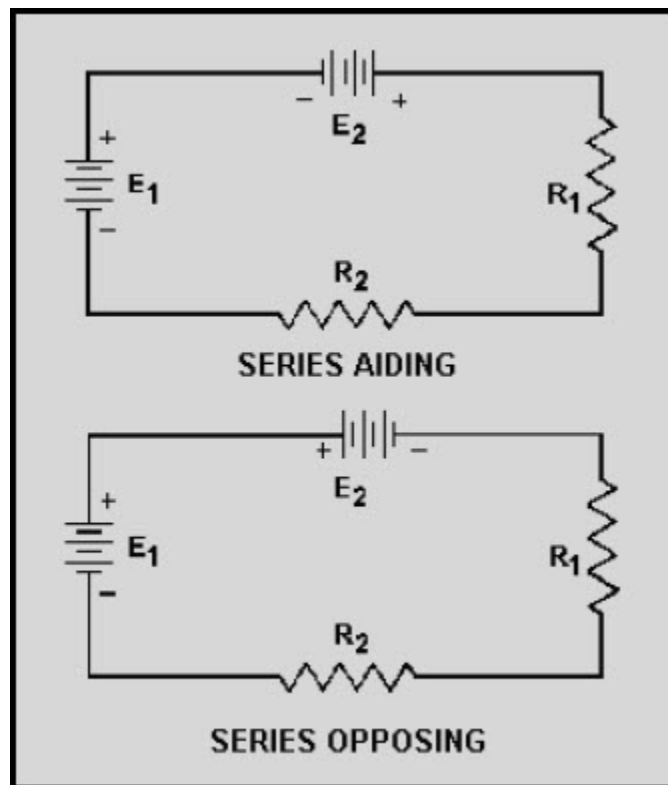 − E2 +
+
E1
−
R1
R2
SERIES AIDING
+ E2 −
+
E1
−
R1
R2
SERIES OPPOSING